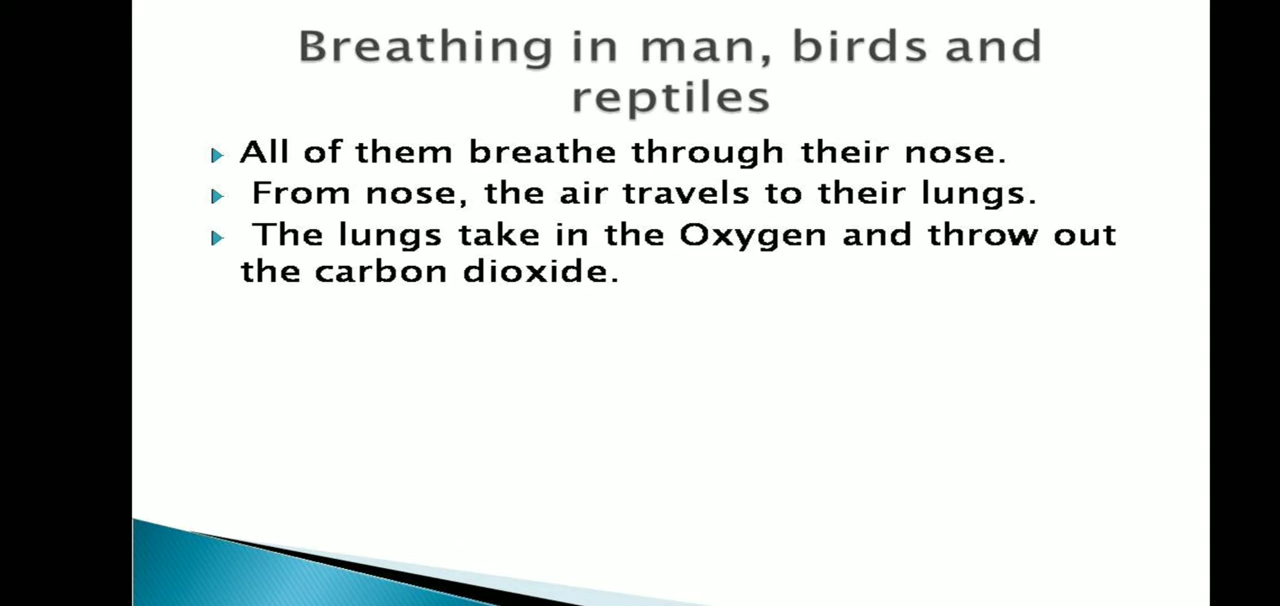 Breathing in man, birds and
reptiles
All of them breathe through their nose.
From nose, the air travels to their lungs.
The lungs take in the Oxygen and throw out
the carbon dioxide.